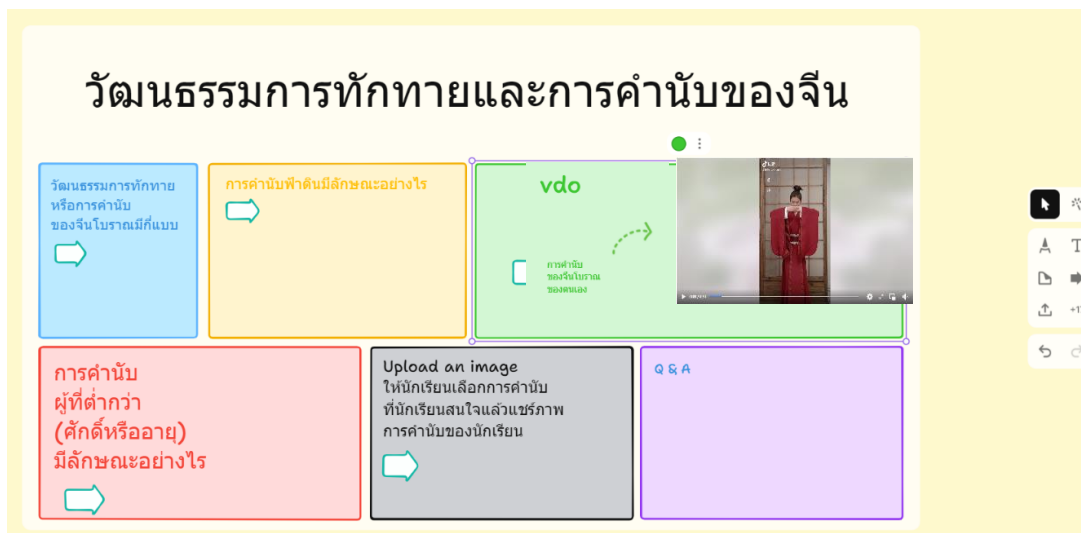 วัฒนธรรมการทักทายและการคำนับของจีน
วัฒนธรรมการทักทาย
หรือการคำนับ
ของจีนโบราณมีกี่แบบ
การคำนับฟ้าดินมีลักษณะอย่างไร
vdo
การคำนับ
ของจีนโบราณ
ของตนเอง
การคำนับ
ผู้ที่ต่ำกว่า
(ศักดิ์หรืออายุ)
มีลักษณะอย่างไร
Upload an image
ให้นักเรียนเลือกการคำนับ
ที่นักเรียนสนใจแล้วแชร์ภาพ
การคำนับของนักเรียน
Q & A